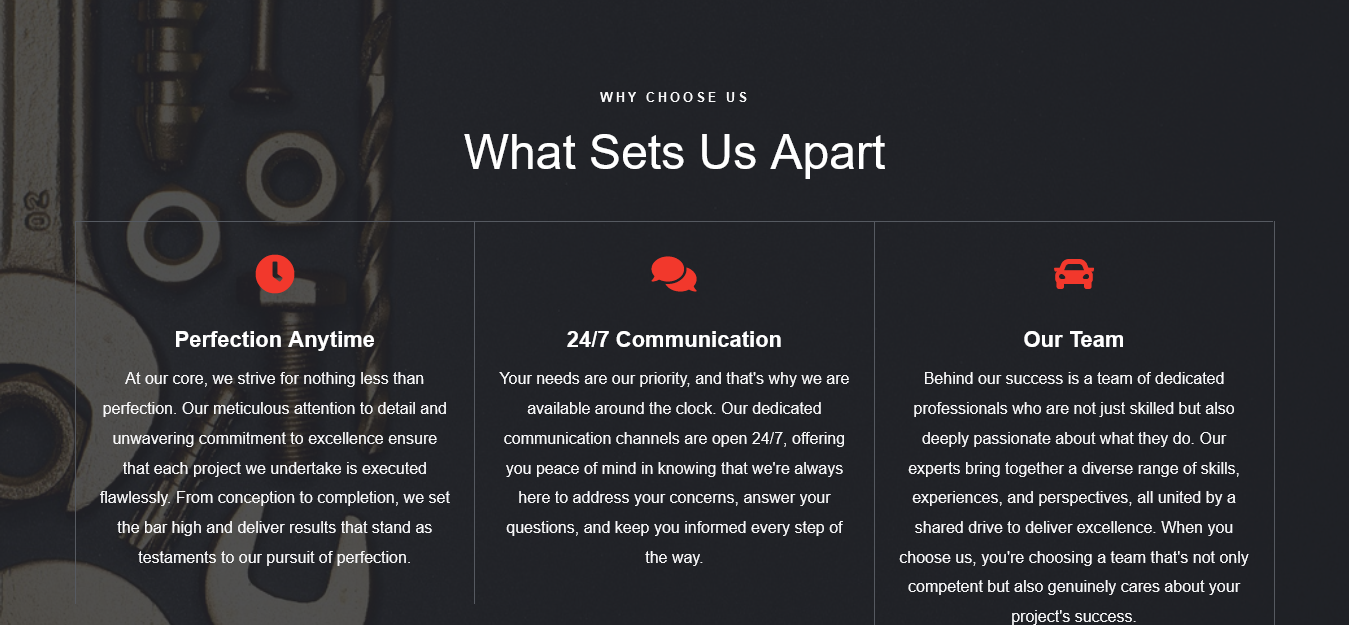 WHY CHOOSE US
What Sets Us Apart
Perfection Anytime
At our core, we strive for nothing less than
perfection. Our meticulous attention to detail and
unwavering commitment to excellence ensure
that each project we undertake is executed
flawlessly. From conception to completion, we set
the bar high and deliver results that stand as
testaments to our pursuit of perfection.
24/7 Communication
Your needs are our priority, and that's why we are
available around the clock. Our dedicated
communication channels are open 24/7, offering
you peace of mind in knowing that we're always
here to address your concerns, answer your
questions, and keep you informed every step of
the way.
Our Team
Behind our success is a team of dedicated
professionals who are not just skilled but also
deeply passionate about what they do. Our
experts bring together a diverse range of skills,
experiences, and perspectives, all united by a
shared drive to deliver excellence. When you
choose us, you're choosing a team that's not only
competent but also genuinely cares about your
project's success.